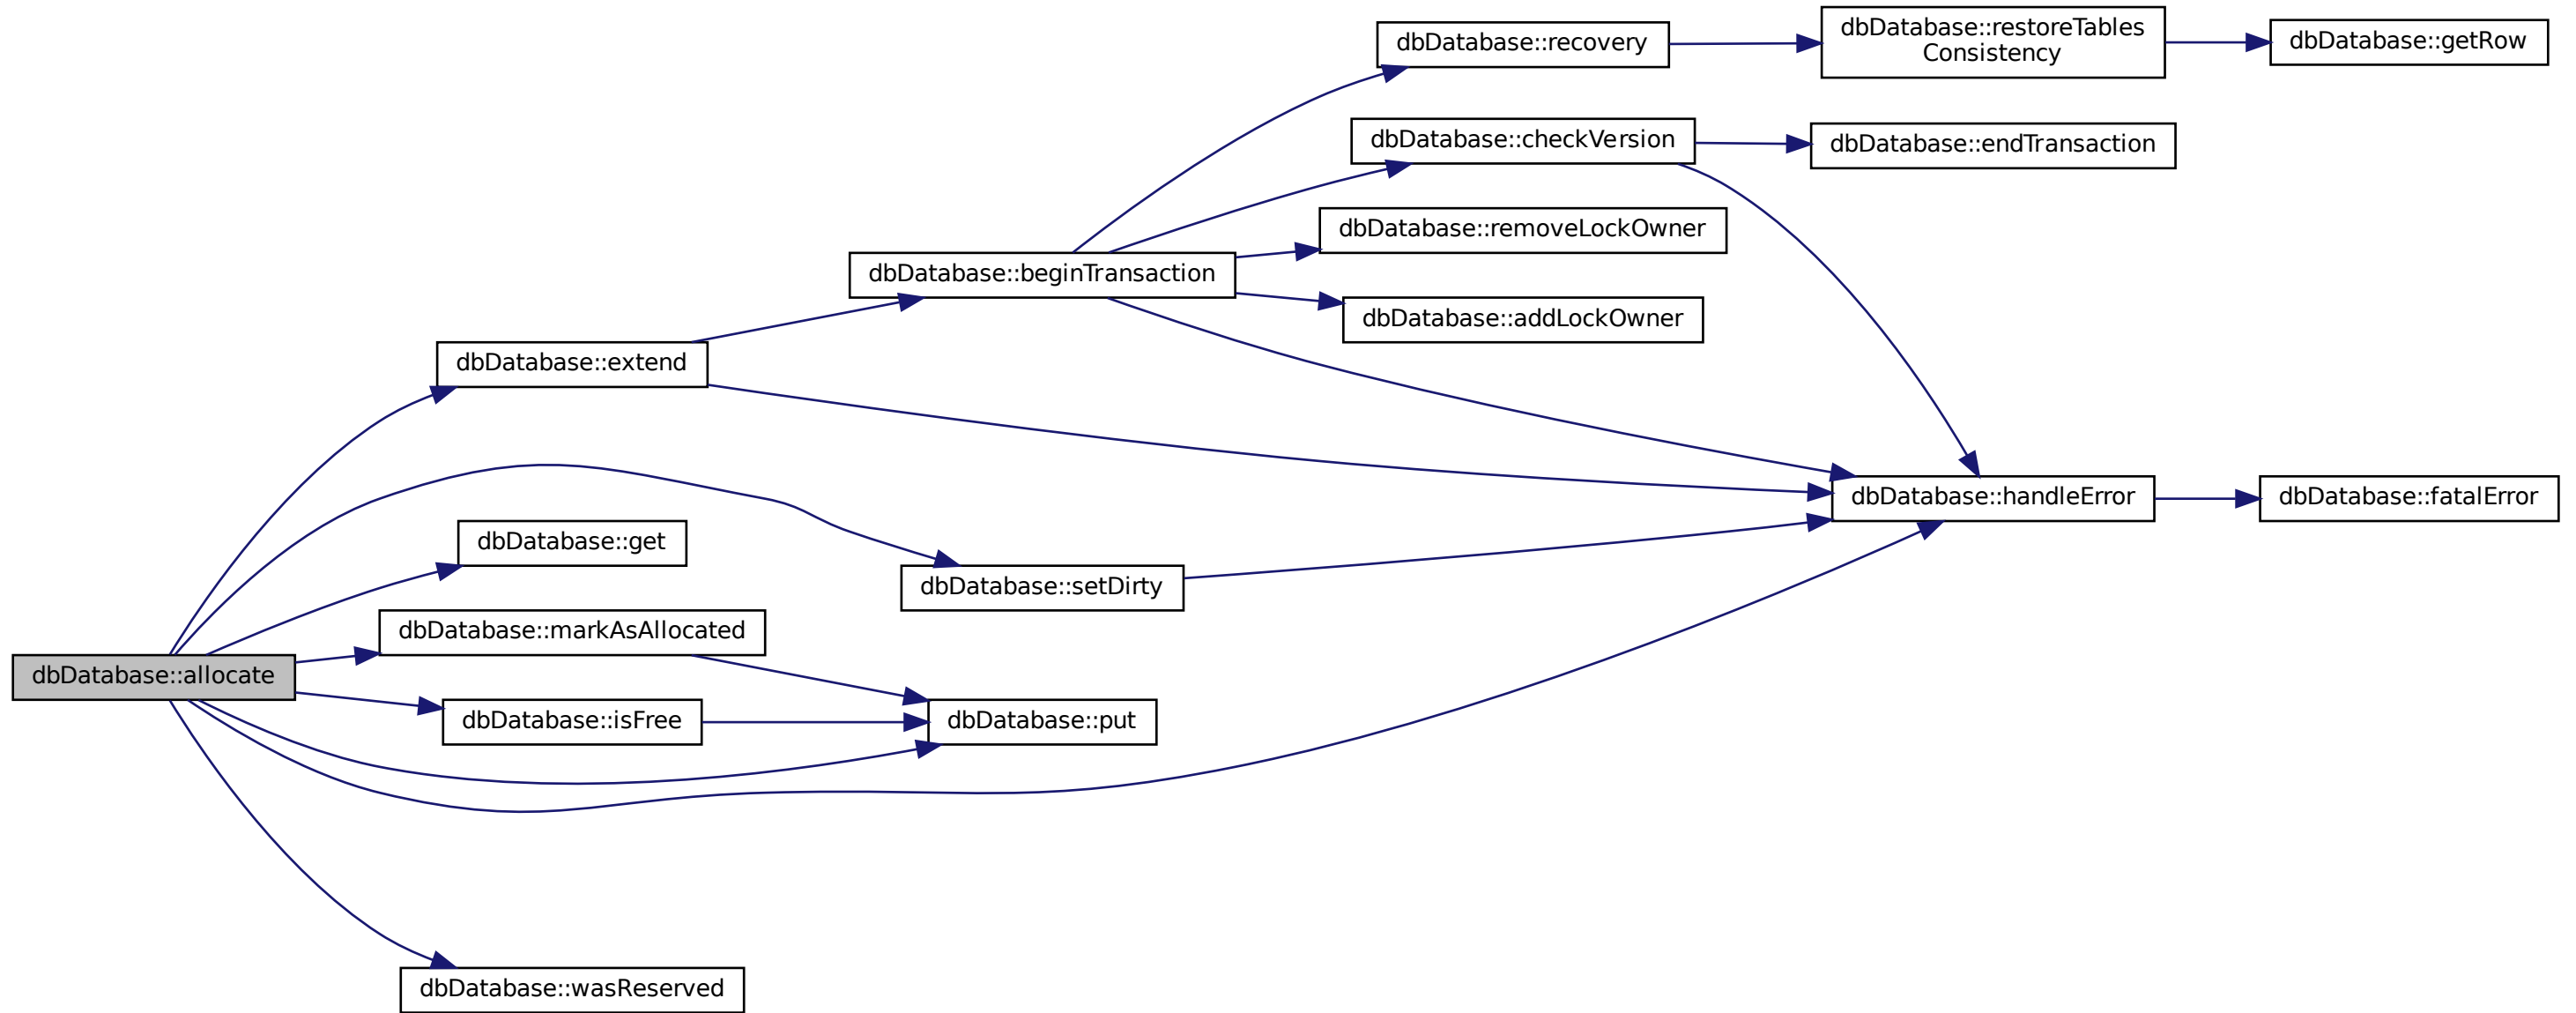 dbDatabase::recovery
dbDatabase::restoreTables
Consistency
dbDatabase::getRow
dbDatabase::checkVersion
dbDatabase::endTransaction
dbDatabase::removeLockOwner
dbDatabase::beginTransaction
dbDatabase::addLockOwner
dbDatabase::extend
dbDatabase::handleError
dbDatabase::fatalError
dbDatabase::get
dbDatabase::setDirty
dbDatabase::markAsAllocated
dbDatabase::allocate
dbDatabase::isFree
dbDatabase::put
dbDatabase::wasReserved